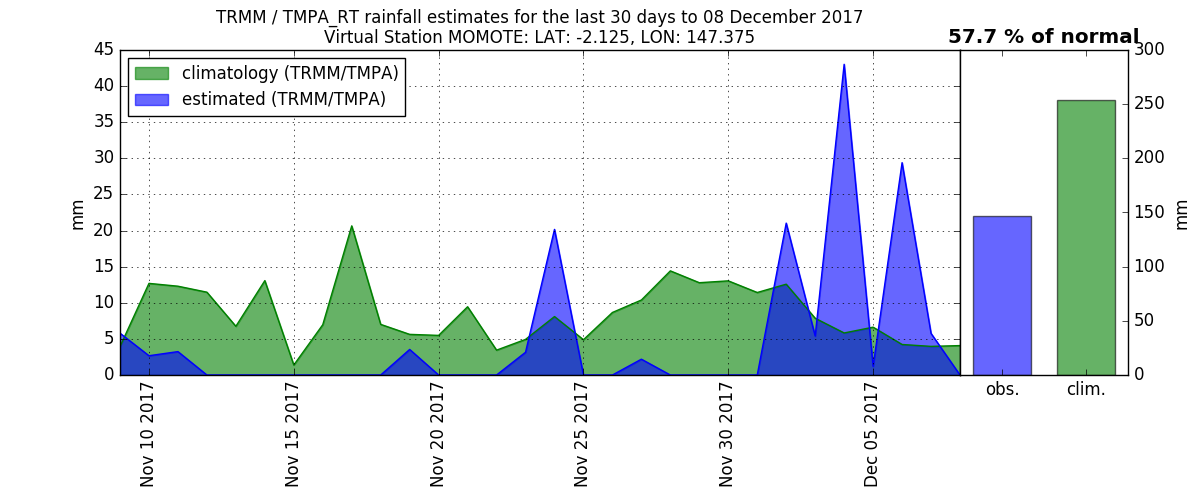 TRMM / TMPA_RT rainfall estimates for the last 30 days to 08 December 2017
Virtual Station MOMOTE: LAT: -2.125, LON: 147.375
57.7 % of normal
climatology (TRMM/TMPA)
estimated (TRMM/TMPA)
45
40
35
30
25
20
15
10
5
0
mm
Nov 10 2017
Nov 15 2017
Nov 20 2017
Nov 25 2017
Nov 30 2017
Dec 05 2017
obs.
clim.
300
250
200
150
100
50
0
mm